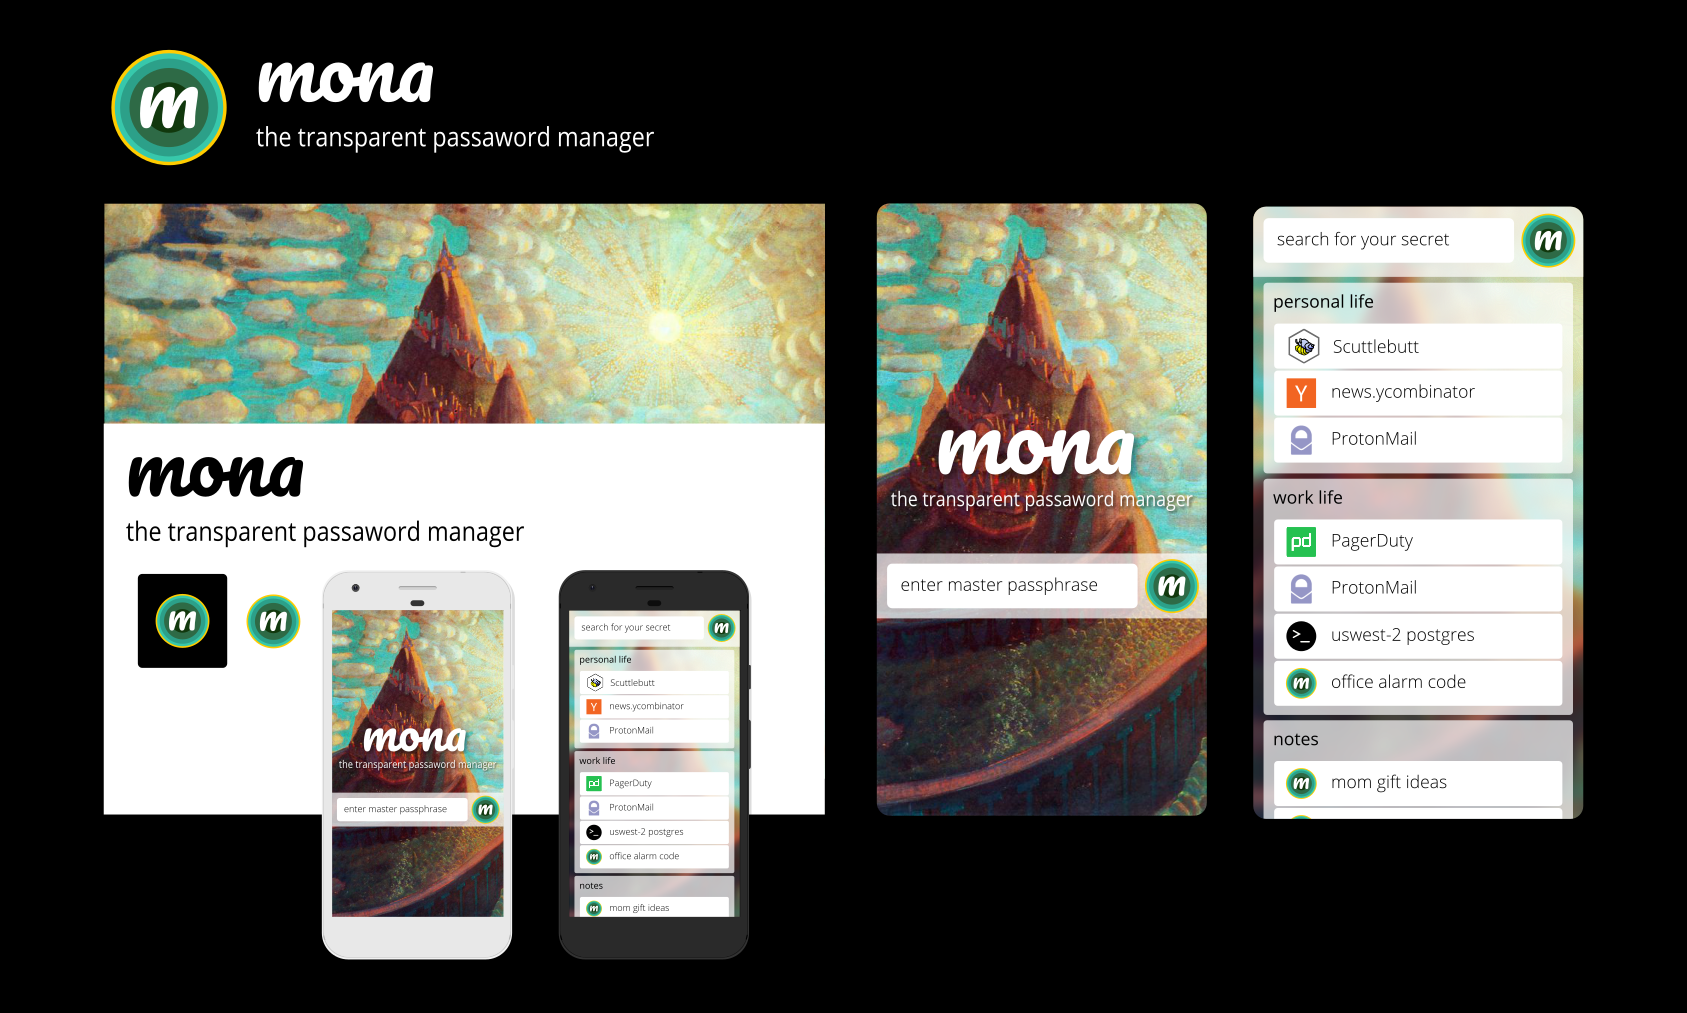 m
mona
the transparent passaword manager
mona
the transparent passaword manager
m
m
mona
the transparent passaword manager
enter master passphrase
m
search for your secret
m
personal life
Scuttlebutt
Y
news.ycombinator
ProtonMail
work life
pd
PagerDuty
ProtonMail
>_
uswest-2 postgres
m
office alarm code
notes
m
mom gift ideas
mona
the transparent passaword manager
enter master passphrase
m
search for your secret
m
personal life
Scuttlebutt
Y
news.ycombinator
ProtonMail
work life
pd
PagerDuty
ProtonMail
>_
uswest-2 postgres
m
office alarm code
notes
m
mom gift ideas